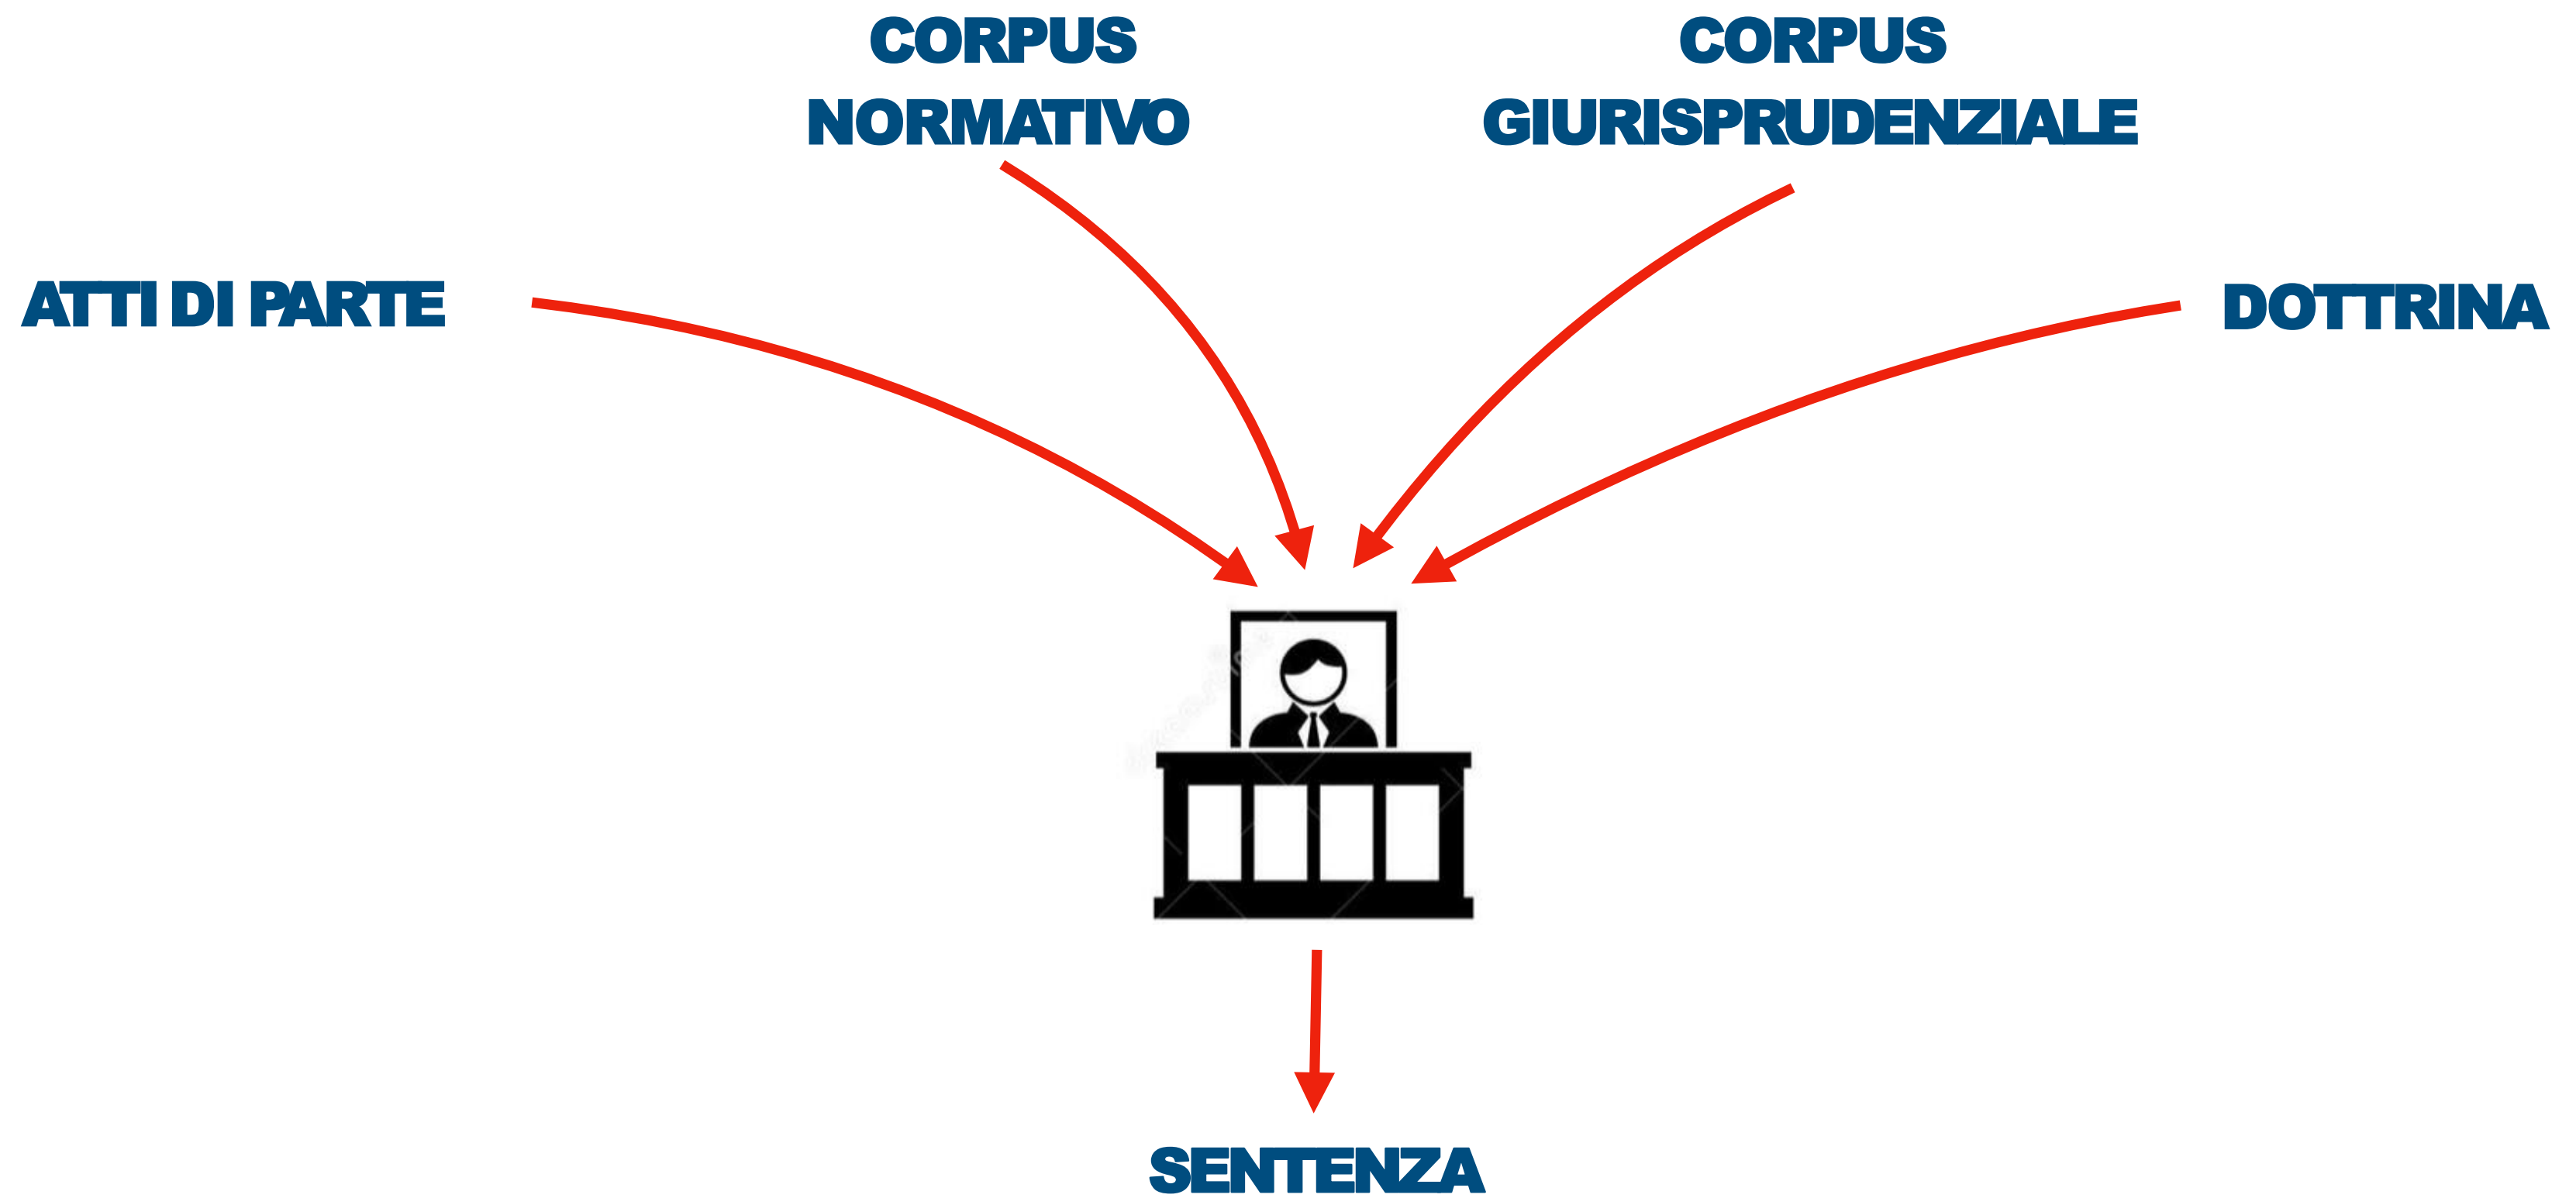 CORPUS
NORMATIVO
CORPUS
GIURISPRUDENZIALE
ATTI DI PARTE
DOTTRINA
SENTENZA